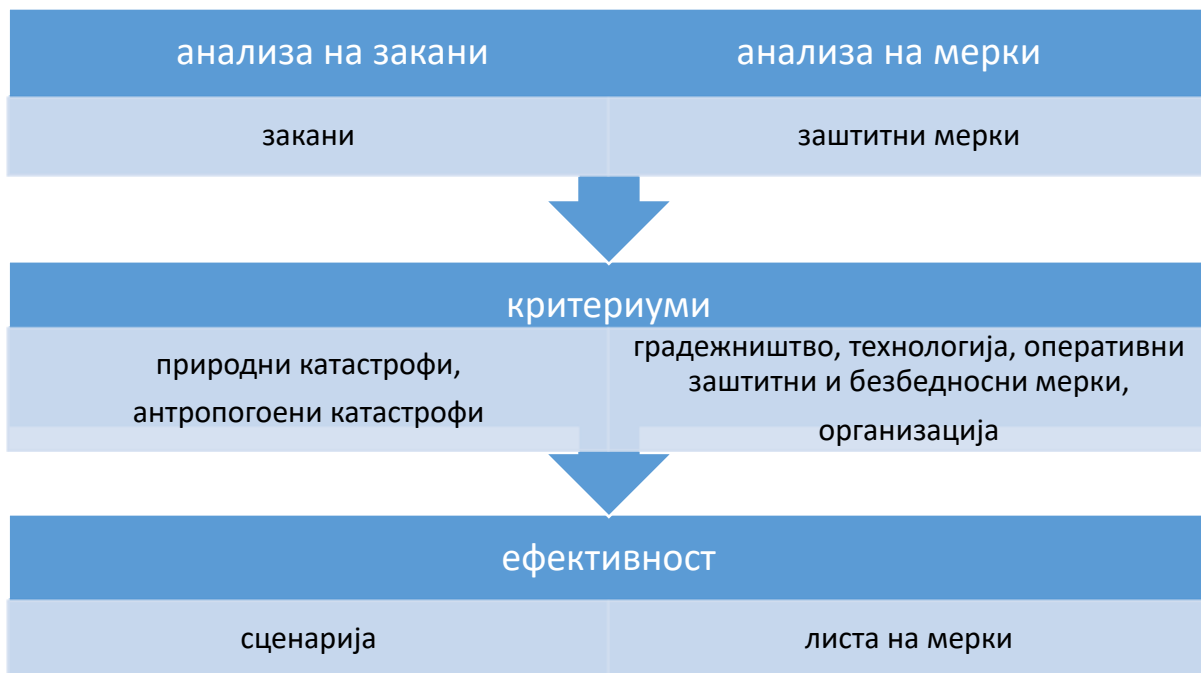 анализа на закани
анализа на мерки
закани
заштитни мерки
критериуми
природни катастрофи,
антропогоени катастрофи
градежништво, технологија, оперативни
заштитни и безбедносни мерки,
организација
ефективност
сценарија
листа на мерки